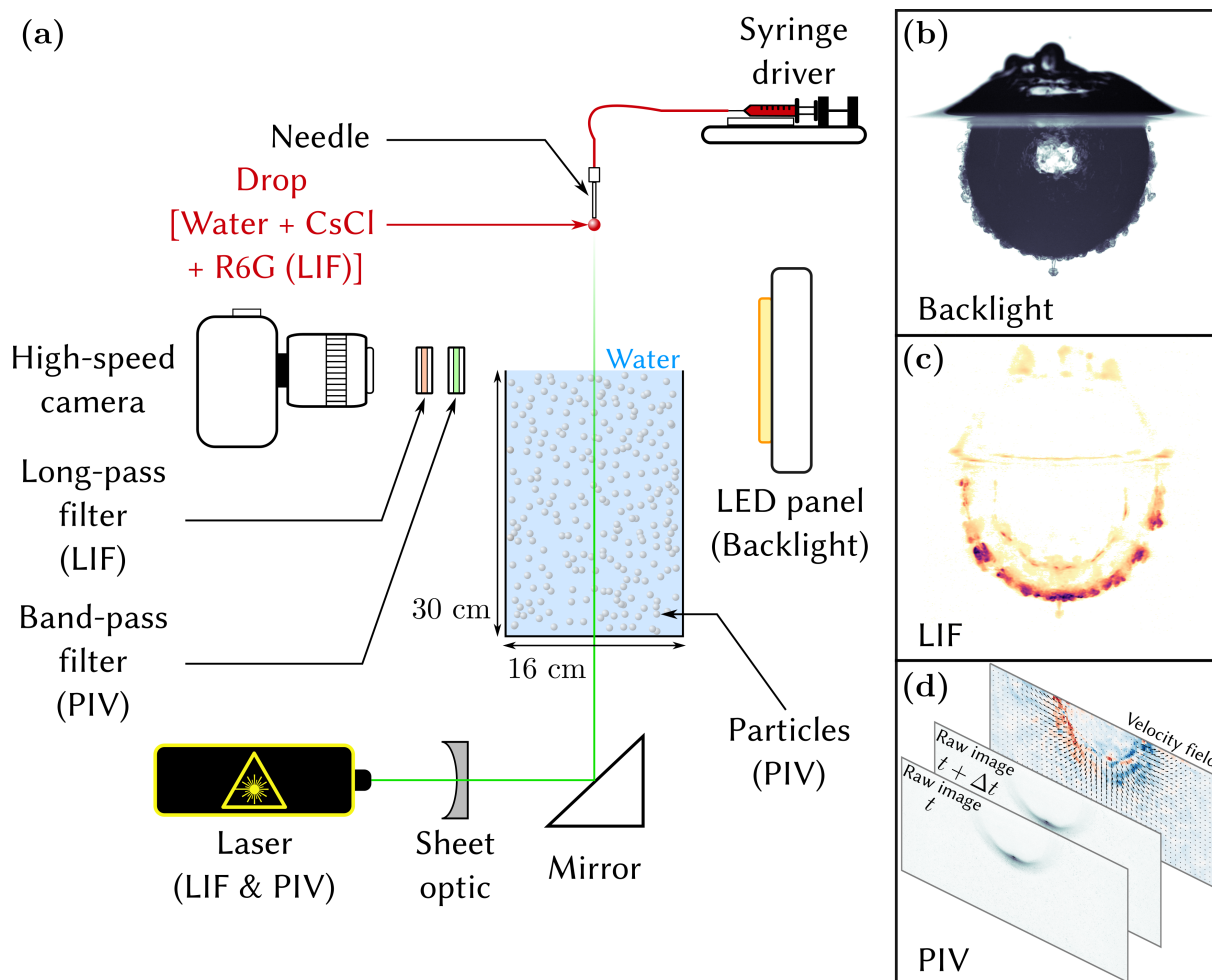 (a)
Syringe
driver
Needle
Drop
[Water + CsCl
+ R6G (LIF)]
High-speed
camera
Water
Long-pass
filter
(LIF)
LED panel
(Backlight)
30 cm
16 cm
Band-pass
filter
(PIV)
Particles
(PIV)
Laser
(LIF & PIV)
Sheet
optic
Mirror
(b)
Backlight
(c)
LIF
(d)
Velocity field
Raw image
t + Δt
Raw image
t
PIV